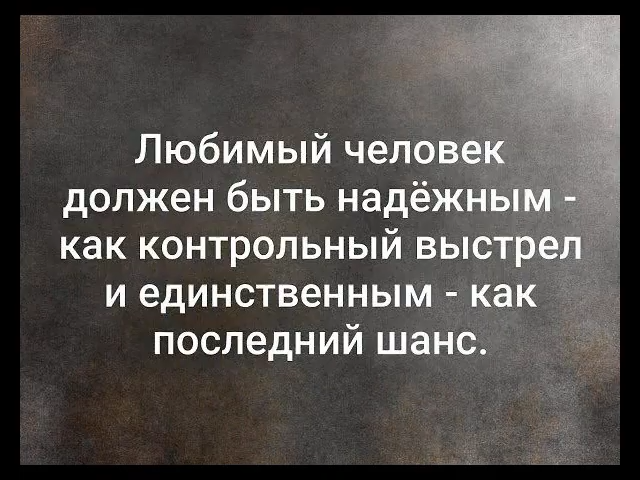 Любимый человек
должен быть надёжным -
как контрольный выстрел
и единственным - как
последний шанс.